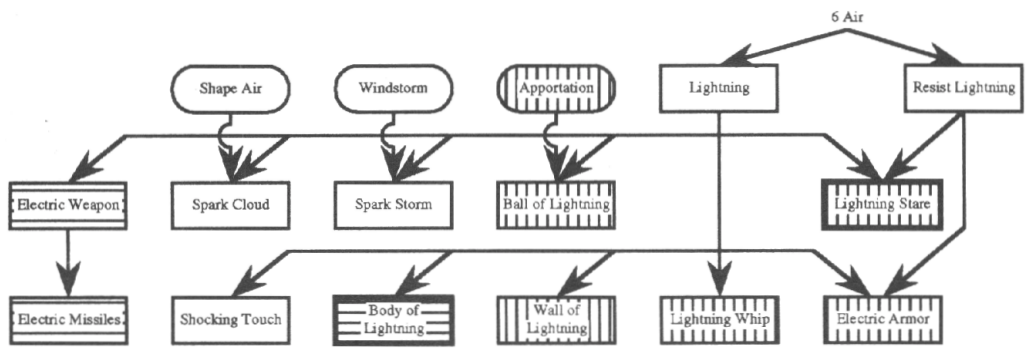 6 Air
Shape Air
Windstorm
Apportation
Lightning
Resist Lightning
Electric Weapon
Spark Cloud
Spark Storm
Ball of Lightning
Lightning Stare
Electric Missiles
Shocking Touch
Body of
Lightning
Wall of
Lightning
Lightning Whip
Electric Armor